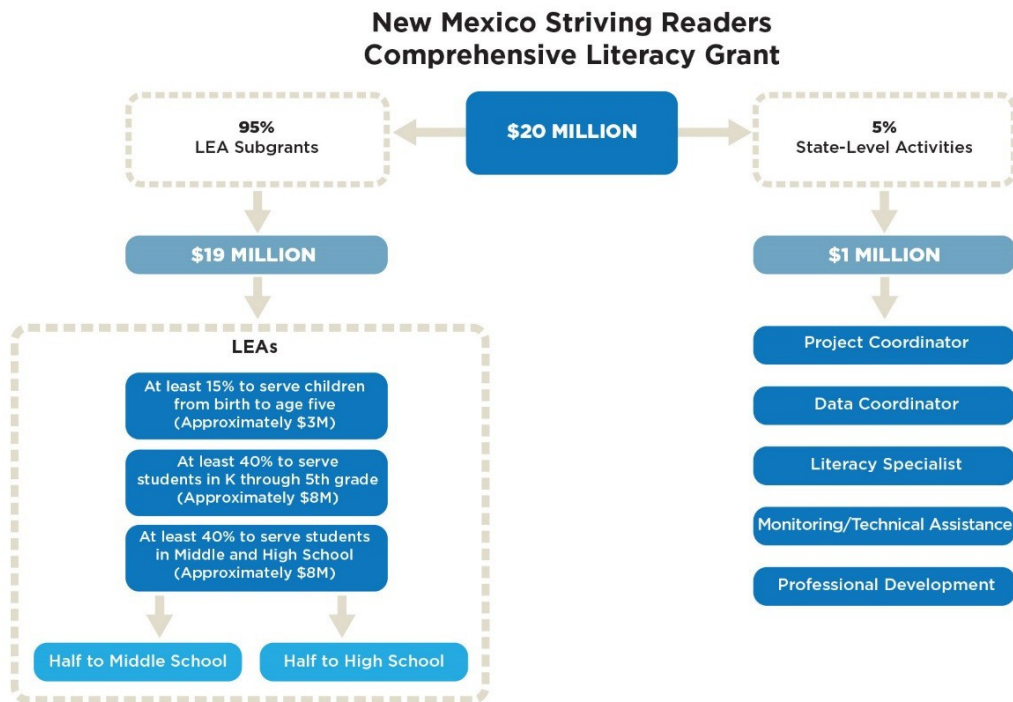 New Mexico Striving Readers
Comprehensive Literacy Grant
$20 MILLION
95%
LEA Subgrants
5%
State-Level Activities
$19 MILLION
$1 MILLION
LEAs
At least 15% to serve children
from birth to age five
(Approximately $3M)
At least 40% to serve
students in K through 5th grade
(Approximately $8M)
At least 40% to serve students
in Middle and High School
(Approximately $8M)
Half to Middle School
Half to High School
Project Coordinator
Data Coordinator
Literacy Specialist
Monitoring/Technical Assistance
Professional Development